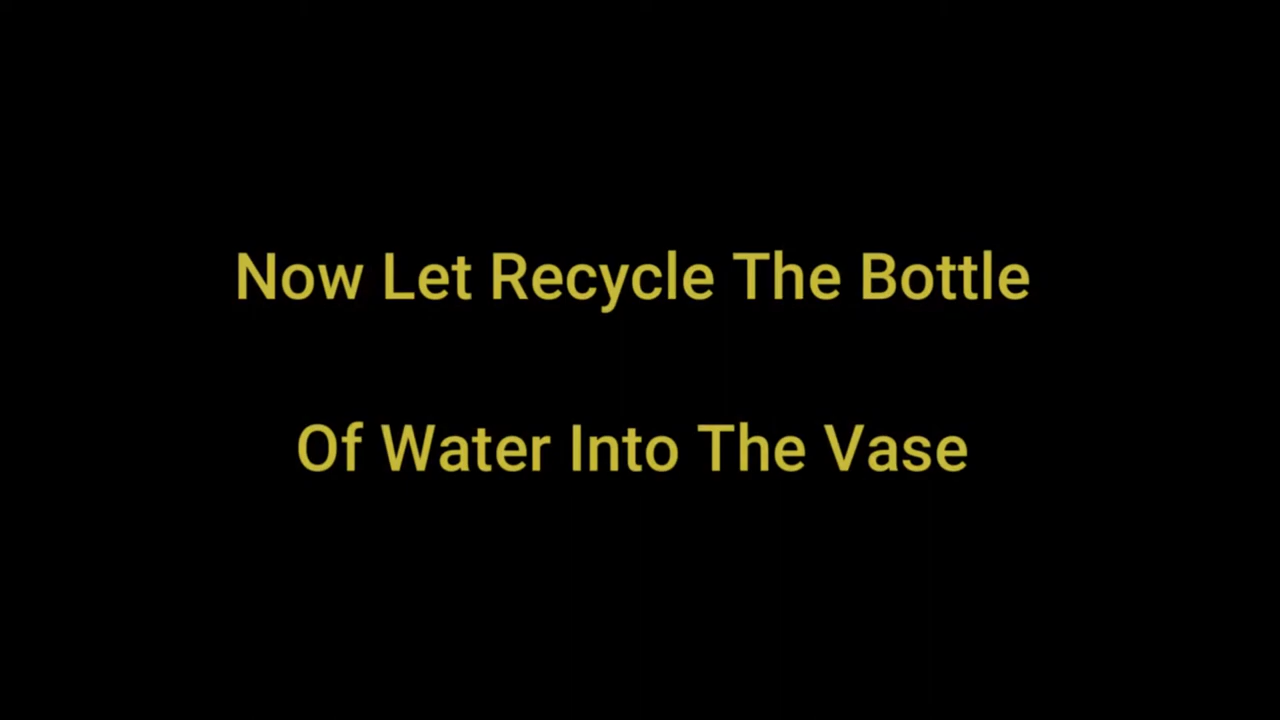 Now Let Recycle The Bottle
Of Water Into The Vase